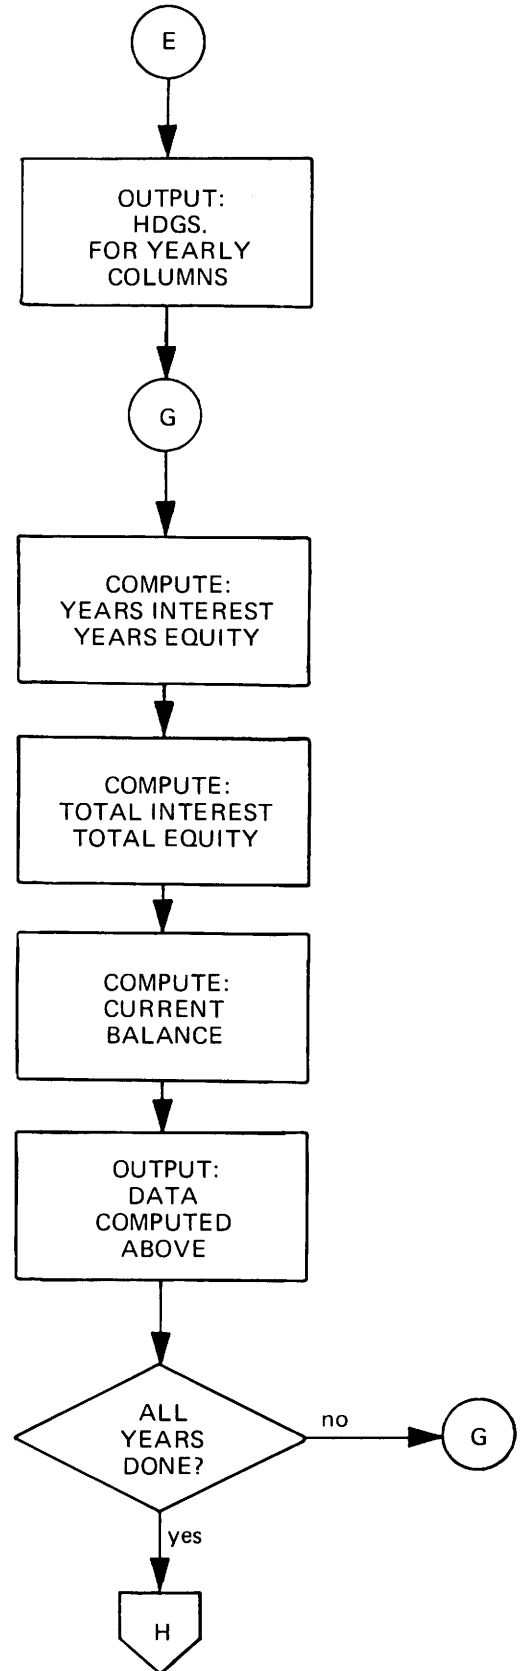 E
OUTPUT:
HDGS.
FOR YEARLY
COLUMNS
G
COMPUTE:
YEARS INTEREST
YEARS EQUITY
COMPUTE:
TOTAL INTEREST
TOTAL EQUITY
COMPUTE:
CURRENT
BALANCE
OUTPUT:
DATA
COMPUTED
ABOVE
ALL
YEARS
DONE?
no
G
yes
H